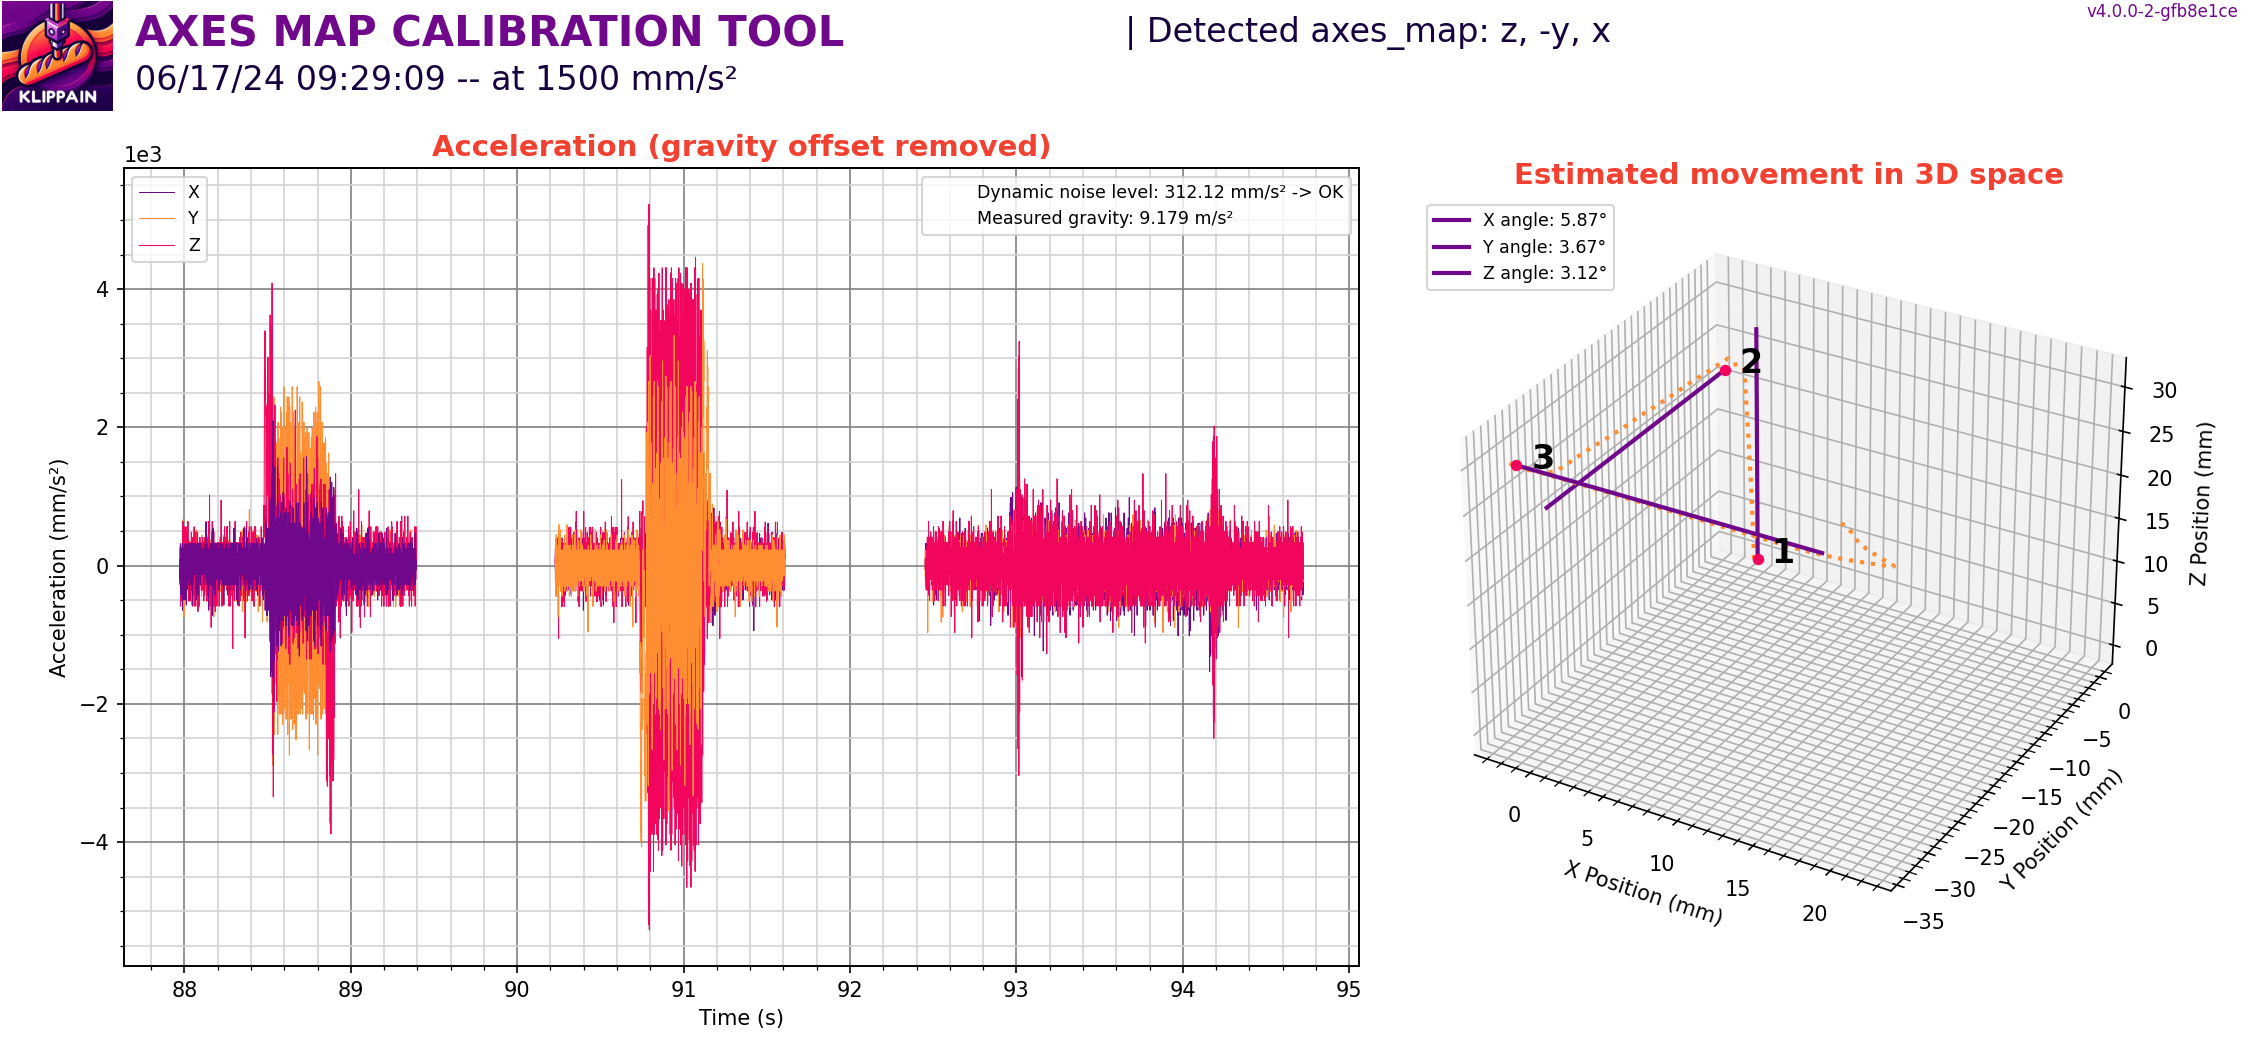 KLIPPAIN
AXES MAP CALIBRATION TOOL
06/17/24 09:29:09 -- at 1500 mm/s²
| Detected axes_map: z, -y, x
v4.0.0-2-gfb8e1ce
Acceleration (gravity offset removed)
1e3
X
Y
Z
Dynamic noise level: 312.12 mm/s² -> OK
Measured gravity: 9.179 m/s²
4
2
0
−2
−4
Acceleration (mm/s²)
88
89
90
91
92
93
94
95
Time (s)
Estimated movement in 3D space
X angle: 5.87°
Y angle: 3.67°
Z angle: 3.12°
2
3
1
30
25
20
15
10
5
0
Z Position (mm)
0
−5
−10
−15
−20
−25
−30
−35
Y Position (mm)
0
5
10
15
20
X Position (mm)